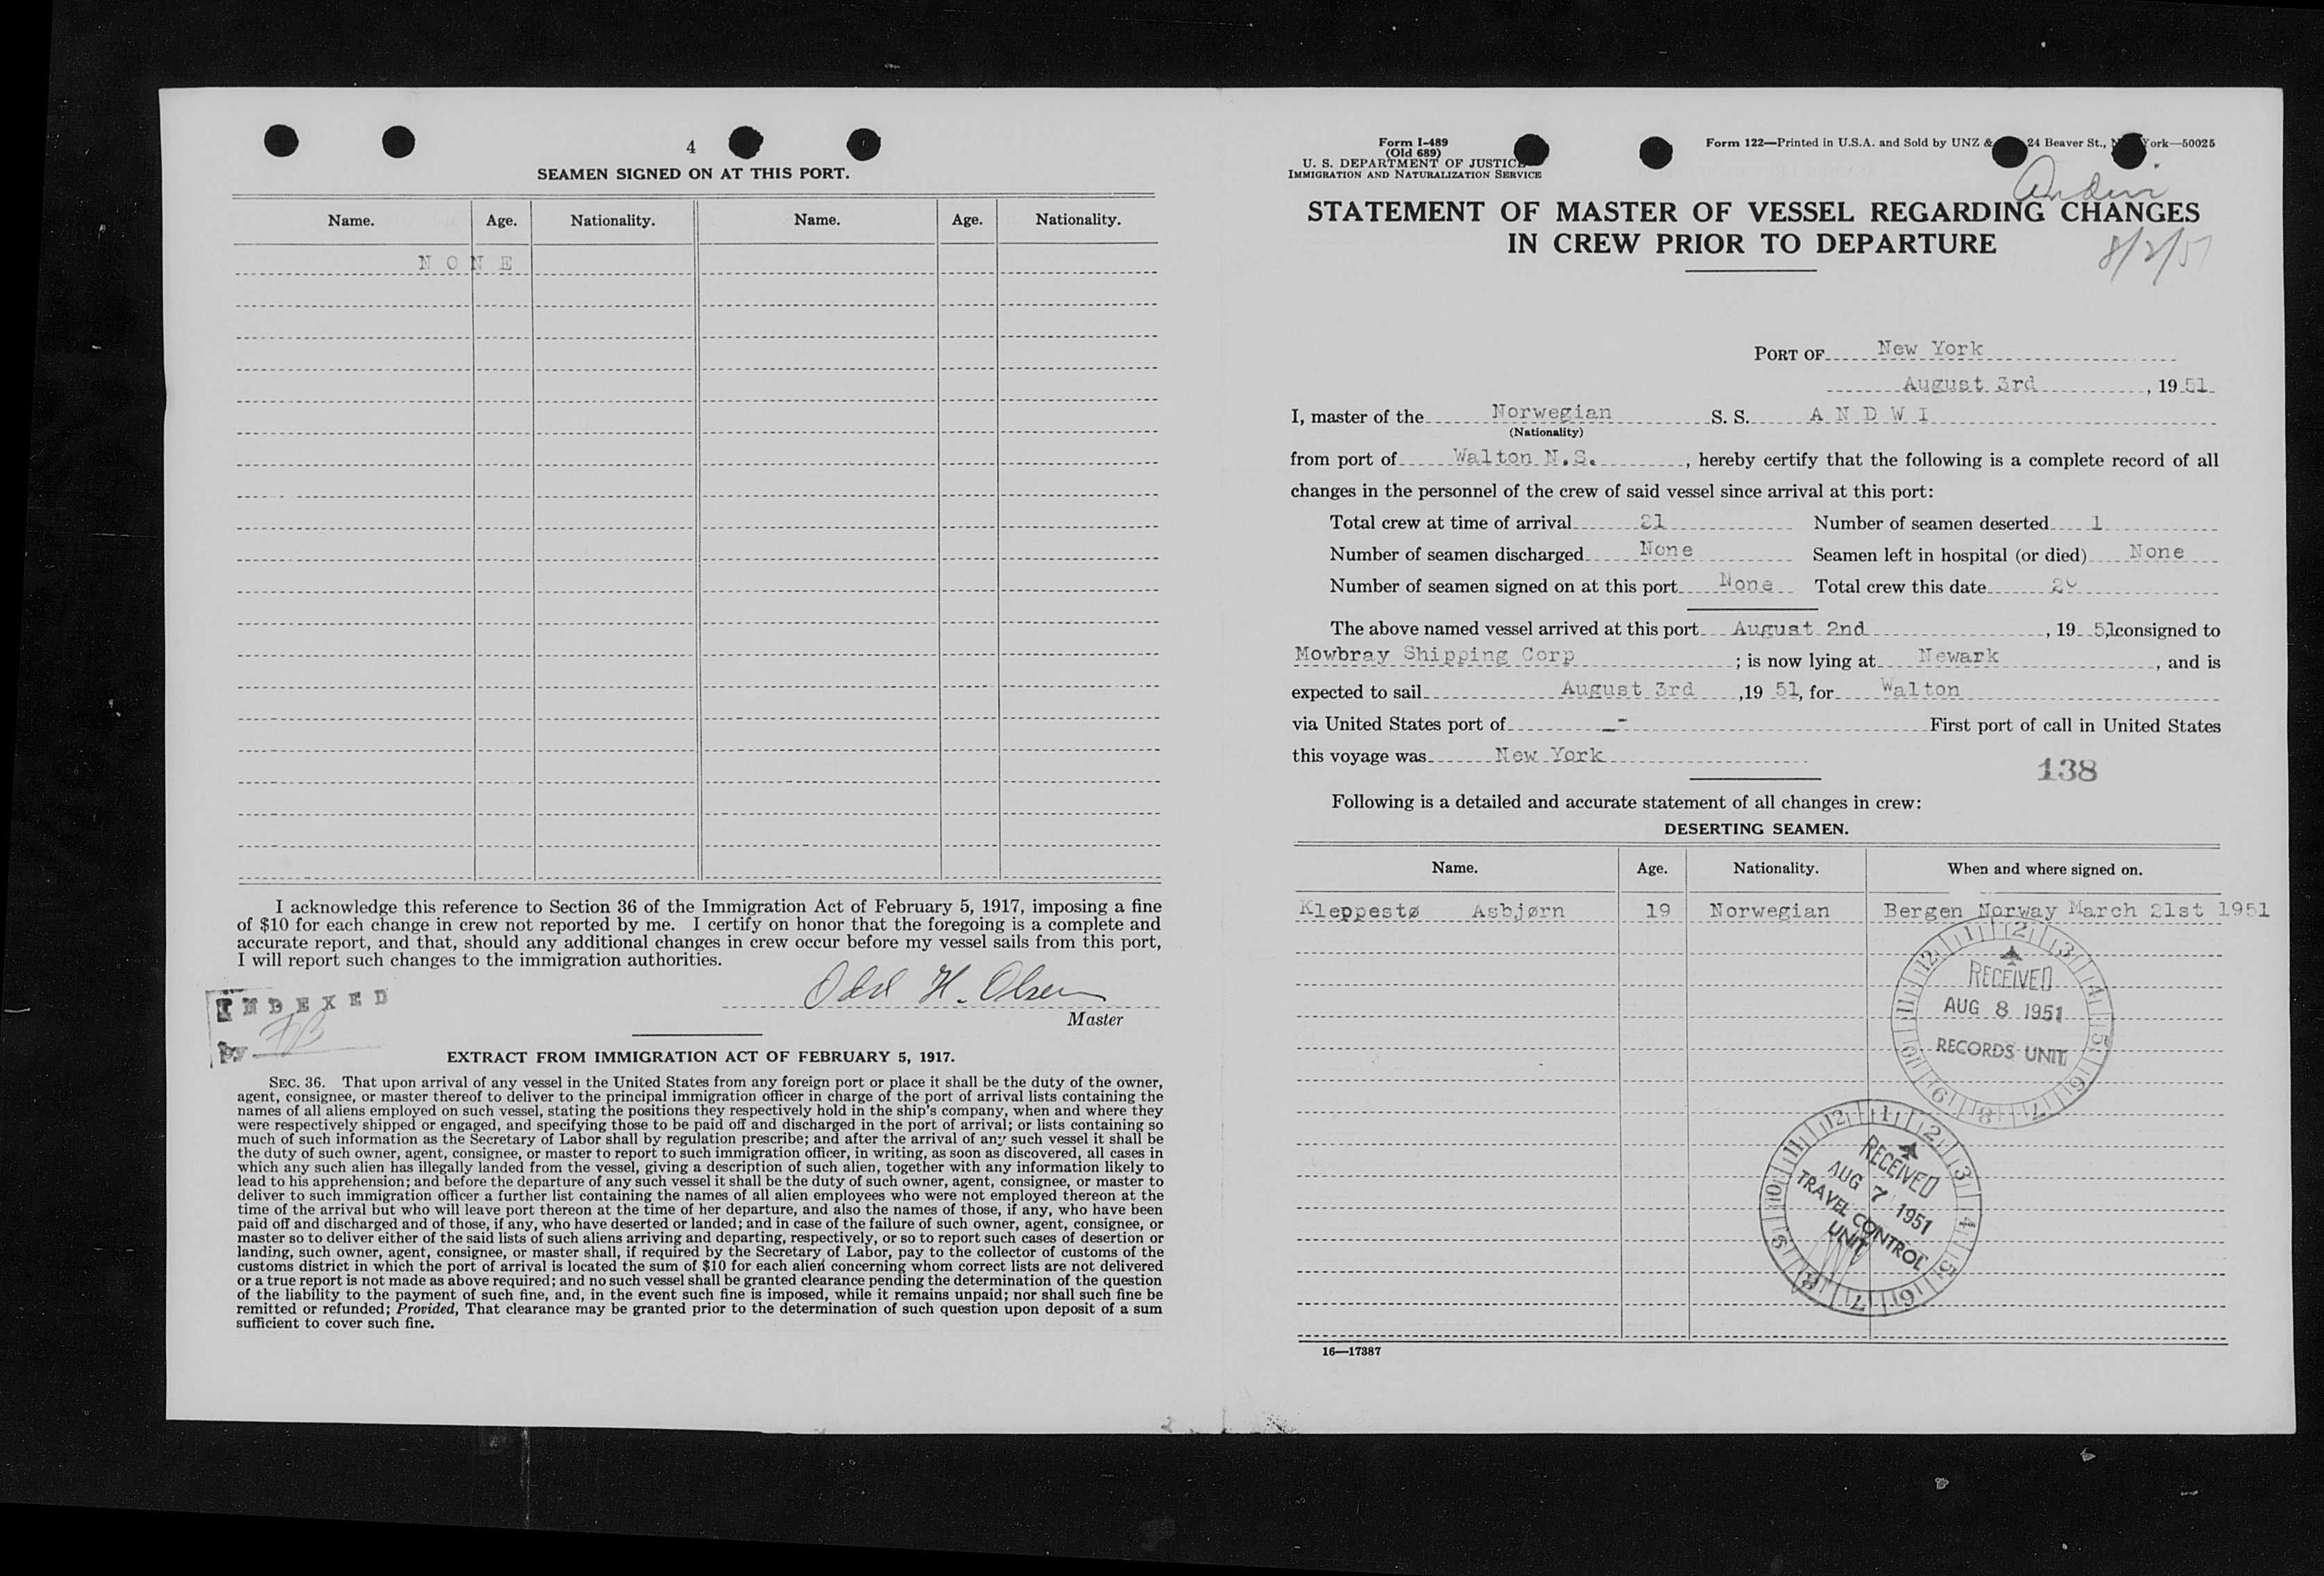 4
SEAMEN SIGNED ON AT THIS PORT.
Name. Age. Nationality. Name. Age. Nationality.
N O N E
I acknowledge this reference to Section 36 of the Immigration Act of February 5, 1917, imposing a fine
of $10 for each change in crew not reported by me. I certify on honor that the foregoing is a complete and
accurate report, and that, should any additional changes in crew occur before my vessel sails from this port,
I will report such changes to the immigration authorities.
Odd H. Olsen
Master
INDEXED
by FB
EXTRACT FROM IMMIGRATION ACT OF FEBRUARY 5, 1917.
SEC. 36. That upon arrival of any vessel in the United States from any foreign port or place it shall be the duty of the owner,
agent, consignee, or master thereof to deliver to the principal immigration officer in charge of the port of arrival lists containing the
names of all aliens employed on such vessel, stating the positions they respectively hold in the ship's company, when and where they
were respectively shipped or engaged, and specifying those to be paid off and discharged in the port of arrival; or lists containing so
much of such information as the Secretary of Labor shall by regulation prescribe; and after the arrival of any such vessel it shall be
the duty of such owner, agent, consignee, or master to report to such immigration officer, in writing, as soon as discovered, all cases in
which any such alien has illegally landed from the vessel, giving a description of such alien, together with any information likely to
lead to his apprehension; and before the departure of any such vessel it shall be the duty of such owner, agent, consignee, or master to
deliver to such immigration officer a further list containing the names of all alien employees who were not employed thereon at the
time of the arrival but who will leave port thereon at the time of her departure, and also the names of those, if any, who have been
paid off and discharged and of those, if any, who have deserted or landed; and in case of the failure of such owner, agent, consignee, or
master so to deliver either of the said lists of such aliens arriving and departing, respectively, or so to report such cases of desertion or
landing, such owner, agent, consignee, or master shall, if required by the Secretary of Labor, pay to the collector of customs of the
customs district in which the port of arrival is located the sum of $10 for each alien concerning whom correct lists are not delivered
or a true report is not made as above required; and no such vessel shall be granted clearance pending the determination of the question
of the liability to the payment of such fine, and, in the event such fine is imposed, while it remains unpaid; nor shall such fine be
remitted or refunded; Provided, That clearance may be granted prior to the determination of such question upon deposit of a sum
sufficient to cover such fine.
Form I-489
(Old 689)
U. S. DEPARTMENT OF JUSTICE
IMMIGRATION AND NATURALIZATION SERVICE
Form 122—Printed in U.S.A. and Sold by UNZ & 24 Beaver St., York—50025
STATEMENT OF MASTER OF VESSEL REGARDING CHANGES
IN CREW PRIOR TO DEPARTURE
8/2/51
PORT OF New York
August 3rd, 1951
I, master of the Norwegian S. S. A N D W I
(Nationality)
from port of Walton N.S., hereby certify that the following is a complete record of all
changes in the personnel of the crew of said vessel since arrival at this port:
Total crew at time of arrival 21 Number of seamen deserted 1
Number of seamen discharged None Seamen left in hospital (or died) None
Number of seamen signed on at this port None Total crew this date 20
The above named vessel arrived at this port August 2nd, 1951 consigned to
Mowbray Shipping Corp; is now lying at Newark, and is
expected to sail August 3rd, 19 51, for Walton
via United States port of - First port of call in United States
this voyage was New York
138
Following is a detailed and accurate statement of all changes in crew:
DESERTING SEAMEN.
Name. Age. Nationality. When and where signed on.
Kleppestø Asbjørn 19 Norwegian Bergen Norway March 21st 1951
12 1 2 3 4 5 6 7 8 9 10 11
RECEIVED
AUG 8 1951
RECORDS UNIT
12 1 2 3 4 5 6 7 8 9 10 11
RECEIVED
AUG 7 1951
TRAVEL CONTROL
UNIT
16—17387